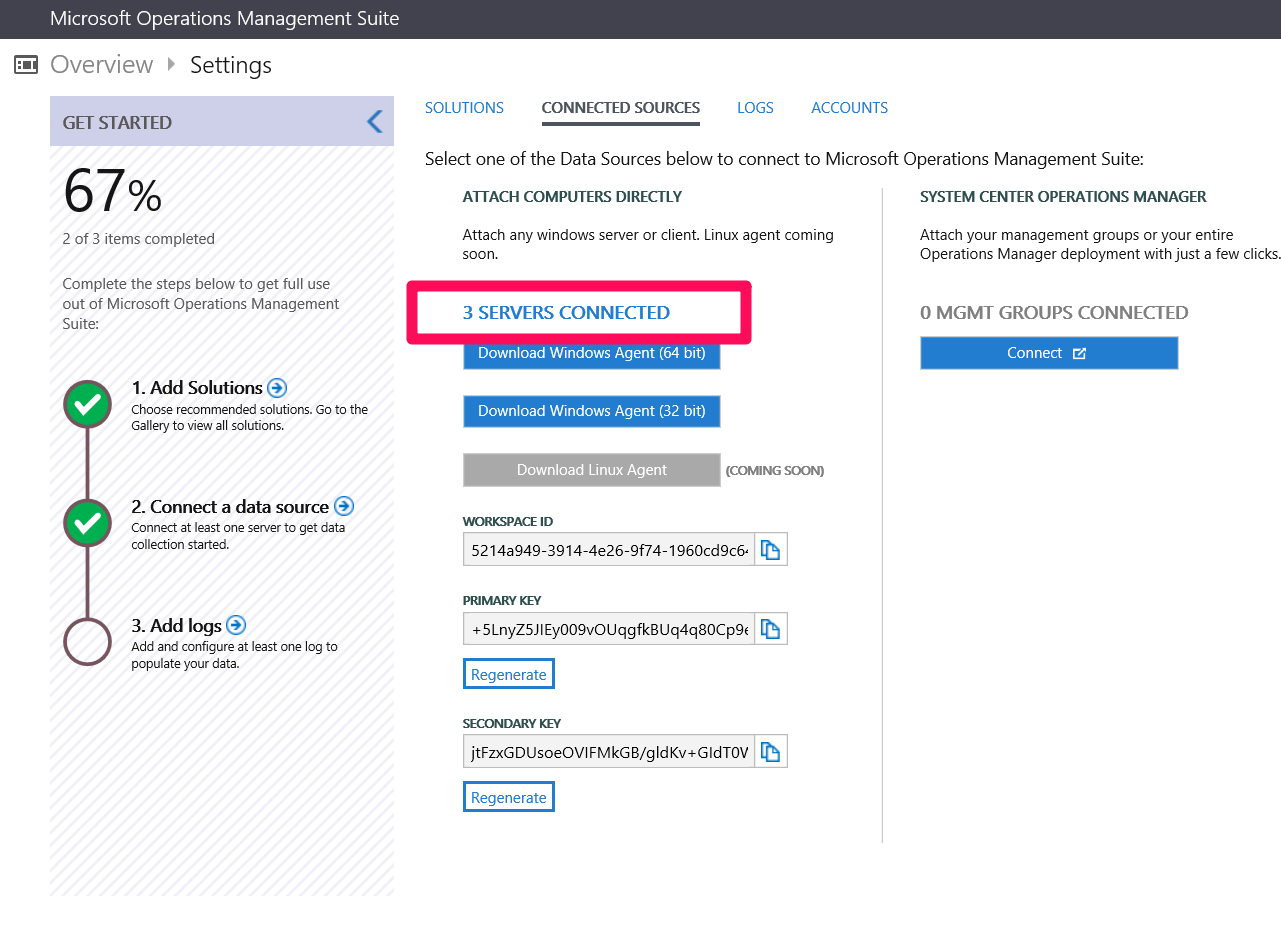 Microsoft Operations Management Suite
Overview Settings
GET STARTED
67%
2 of 3 items completed
Complete the steps below to get full use
out of Microsoft Operations Management
Suite:
1. Add Solutions
Choose recommended solutions. Go to the
Gallery to view all solutions.
2. Connect a data source
Connect at least one server to get data
collection started.
3. Add logs
Add and configure at least one log to
populate your data.
SOLUTIONS CONNECTED SOURCES LOGS ACCOUNTS
Select one of the Data Sources below to connect to Microsoft Operations Management Suite:
ATTACH COMPUTERS DIRECTLY
Attach any windows server or client. Linux agent coming
soon.
3 SERVERS CONNECTED
Download Windows Agent (64 bit)
Download Windows Agent (32 bit)
Download Linux Agent (COMING SOON)
WORKSPACE ID
5214a949-3914-4e26-9f74-1960cd9c64
PRIMARY KEY
+5LnyZ5JIEy009vOUqgfkBUq4q80Cp9e
Regenerate
SECONDARY KEY
jtFzxGDUsoeOVIFMkGB/gldKv+GIdT0V
Regenerate
SYSTEM CENTER OPERATIONS MANAGER
Attach your management groups or your entire
Operations Manager deployment with just a few clicks.
0 MGMT GROUPS CONNECTED
Connect